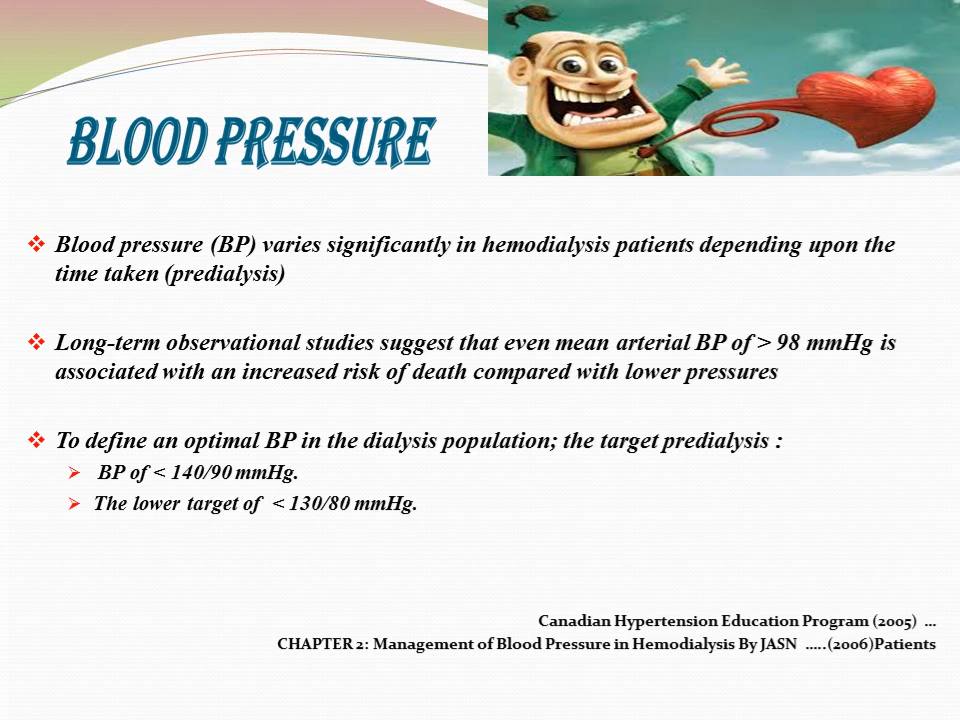 BLOOD PRESSURE
❖ Blood pressure (BP) varies significantly in hemodialysis patients depending upon the
time taken (predialysis)
❖ Long-term observational studies suggest that even mean arterial BP of > 98 mmHg is
associated with an increased risk of death compared with lower pressures
❖ To define an optimal BP in the dialysis population; the target predialysis :
➢ BP of < 140/90 mmHg.
➢ The lower target of < 130/80 mmHg.
Canadian Hypertension Education Program (2005) ...
CHAPTER 2: Management of Blood Pressure in Hemodialysis By JASN .....(2006)Patients